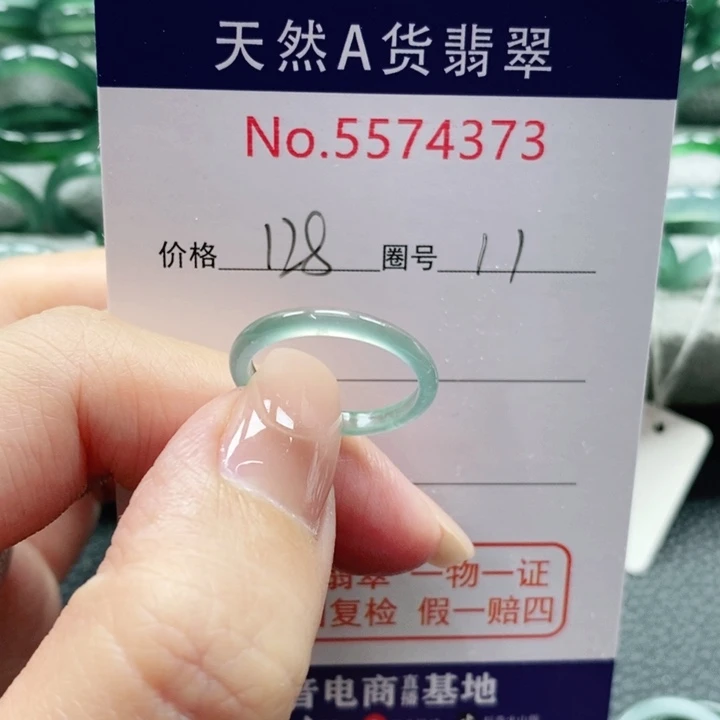 天然A货翡翠
No.5574373
价格 128 圈号 11
翡翠 一物一证
复检 假一赔四
音电商直播基地